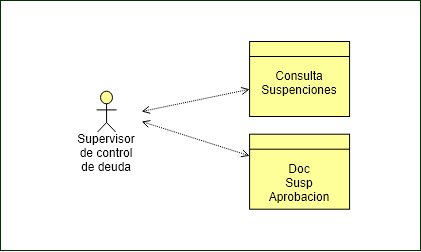 Supervisor
de control
de deuda
Consulta
Suspenciones
Doc
Susp
Aprobacion